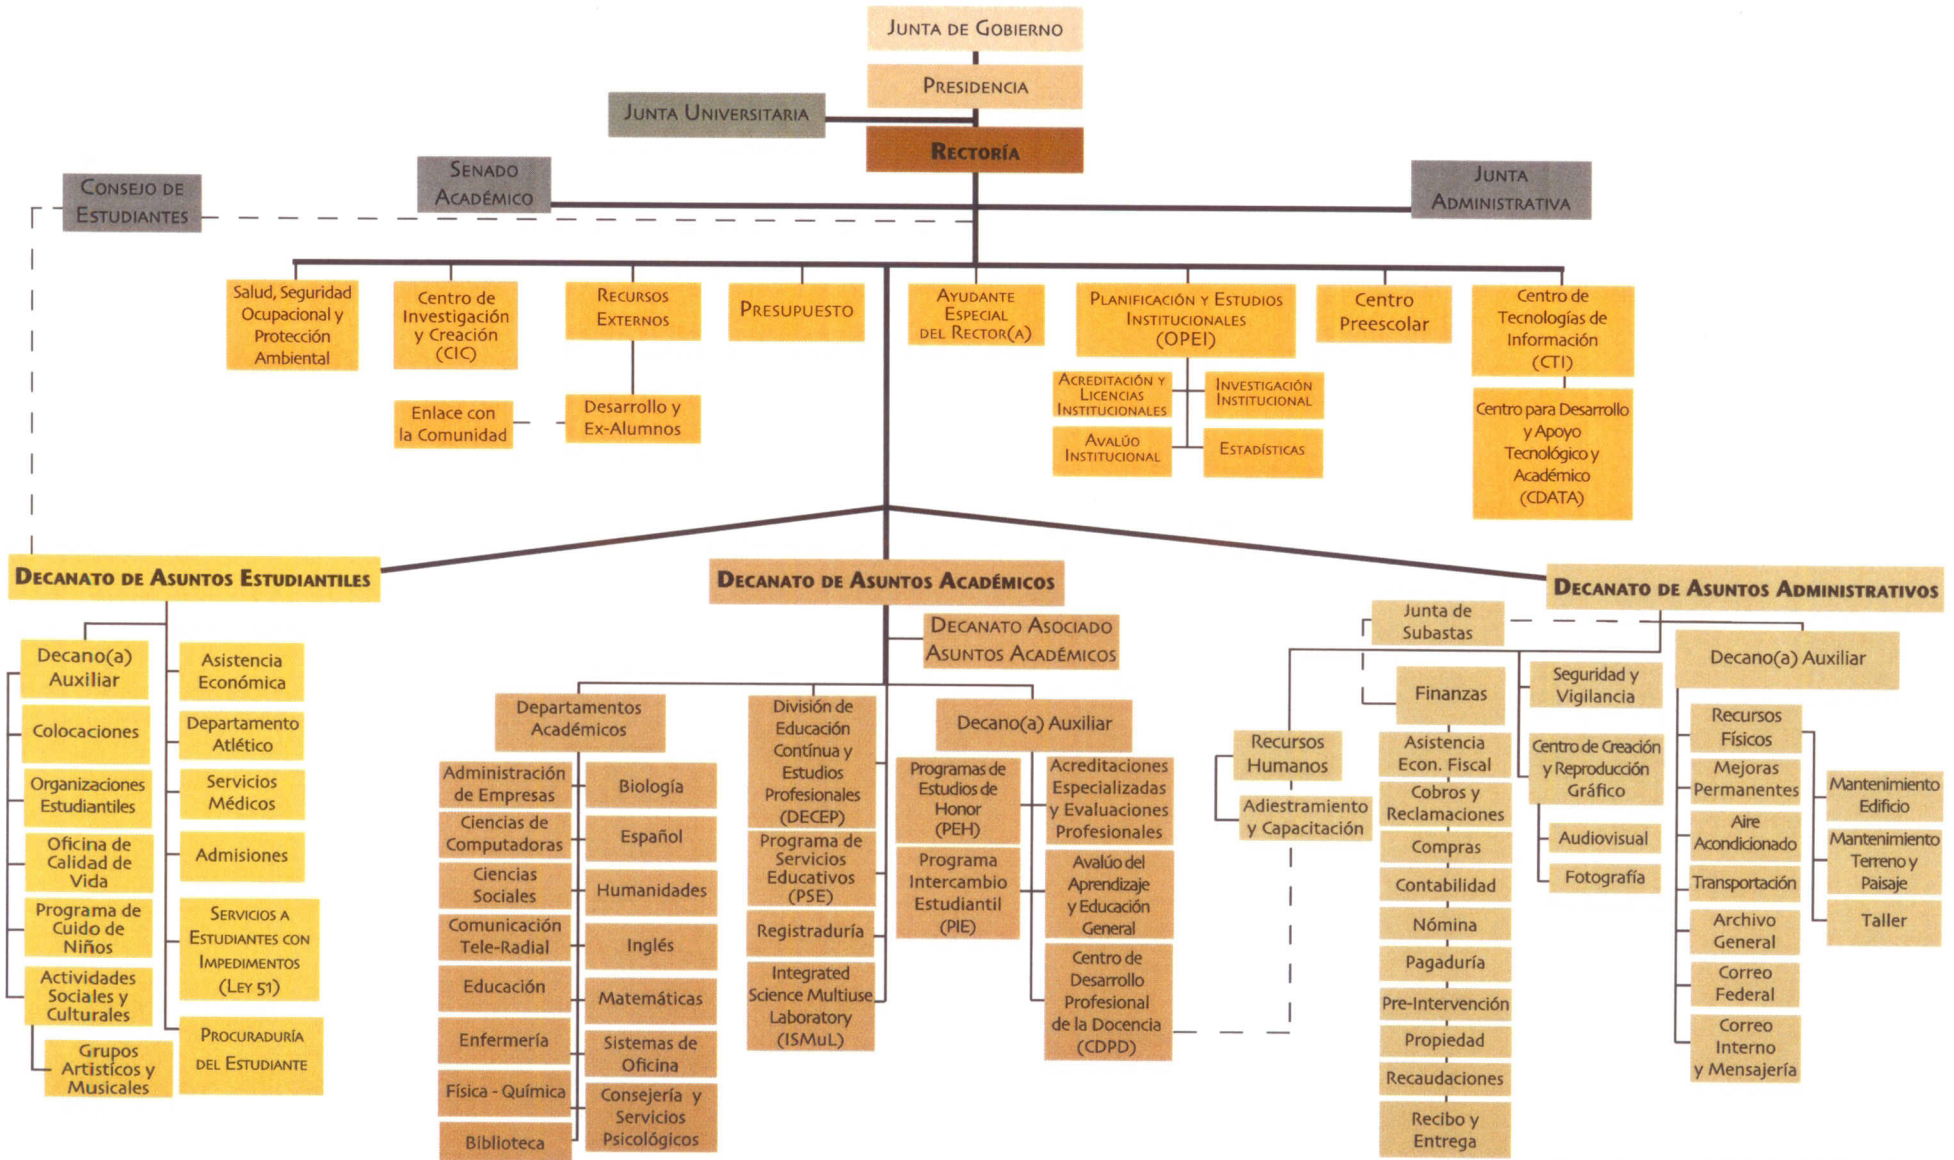 JUNTA DE GOBIERNO
PRESIDENCIA
JUNTA UNIVERSITARIA
RECTORÍA
CONSEJO DE
ESTUDIANTES
SENADO
ACADÉMICO
JUNTA
ADMINISTRATIVA
Salud, Seguridad
Ocupacional y
Protección
Ambiental
Centro de
Investigación
y Creación
(CIC)
RECURSOS
EXTERNOS
PRESUPUESTO
AYUDANTE
ESPECIAL
DEL RECTOR(A)
PLANIFICACIÓN Y ESTUDIOS
INSTITUCIONALES
(OPEI)
Centro
Preescolar
Centro de
Tecnologías de
Información
(CTI)
Enlace con
la Comunidad
Desarrollo y
Ex-Alumnos
ACREDITACIÓN Y
LICENCIAS
INSTITUCIONALES
INVESTIGACIÓN
INSTITUCIONAL
AVALÚO
INSTITUCIONAL
ESTADÍSTICAS
Centro para Desarrollo
y Apoyo
Tecnológico y
Académico
(CDATA)
DECANATO DE ASUNTOS ESTUDIANTILES
DECANATO DE ASUNTOS ACADÉMICOS
DECANATO DE ASUNTOS ADMINISTRATIVOS
Decano(a)
Auxiliar
Colocaciones
Organizaciones
Estudiantiles
Oficina de
Calidad de
Vida
Programa de
Cuido de
Niños
Actividades
Sociales y
Culturales
Grupos
Artisticos y
Musicales
Asistencia
Económica
Departamento
Atlético
Servicios
Médicos
Admisiones
SERVICIOS A
ESTUDIANTES CON
IMPEDIMENTOS
(LEY 51)
PROCURADURÍA
DEL ESTUDIANTE
DECANATO ASOCIADO
ASUNTOS ACADÉMICOS
Departamentos
Académicos
Administración
de Empresas
Ciencias de
Computadoras
Ciencias
Sociales
Comunicación
Tele-Radial
Educación
Enfermería
Física - Química
Biblioteca
Biología
Español
Humanidades
Inglés
Matemáticas
Sistemas de
Oficina
Consejería y
Servicios
Psicológicos
División de
Educación
Contínua y
Estudios
Profesionales
(DECEP)
Programa de
Servicios
Educativos
(PSE)
Registraduría
Integrated
Science Multiuse
Laboratory
(ISMuL)
Decano(a) Auxiliar
Programas de
Estudios de
Honor
(PEH)
Programa
Intercambio
Estudiantil
(PIE)
Acreditaciones
Especializadas
y Evaluaciones
Profesionales
Avalúo del
Aprendizaje
y Educación
General
Centro de
Desarrollo
Profesional
de la Docencia
(CDPD)
Junta de
Subastas
Recursos
Humanos
Adiestramiento
y Capacitación
Finanzas
Asistencia
Econ. Fiscal
Cobros y
Reclamaciones
Compras
Contabilidad
Nómina
Pagaduría
Pre-Intervención
Propiedad
Recaudaciones
Recibo y
Entrega
Seguridad y
Vigilancia
Centro de Creación
y Reproducción
Gráfico
Audiovisual
Fotografía
Decano(a) Auxiliar
Recursos
Físicos
Mejoras
Permanentes
Aire
Acondicionado
Transportación
Archivo
General
Correo
Federal
Correo
Interno
y Mensajería
Mantenimiento
Edificio
Mantenimiento
Terreno y
Paisaje
Taller